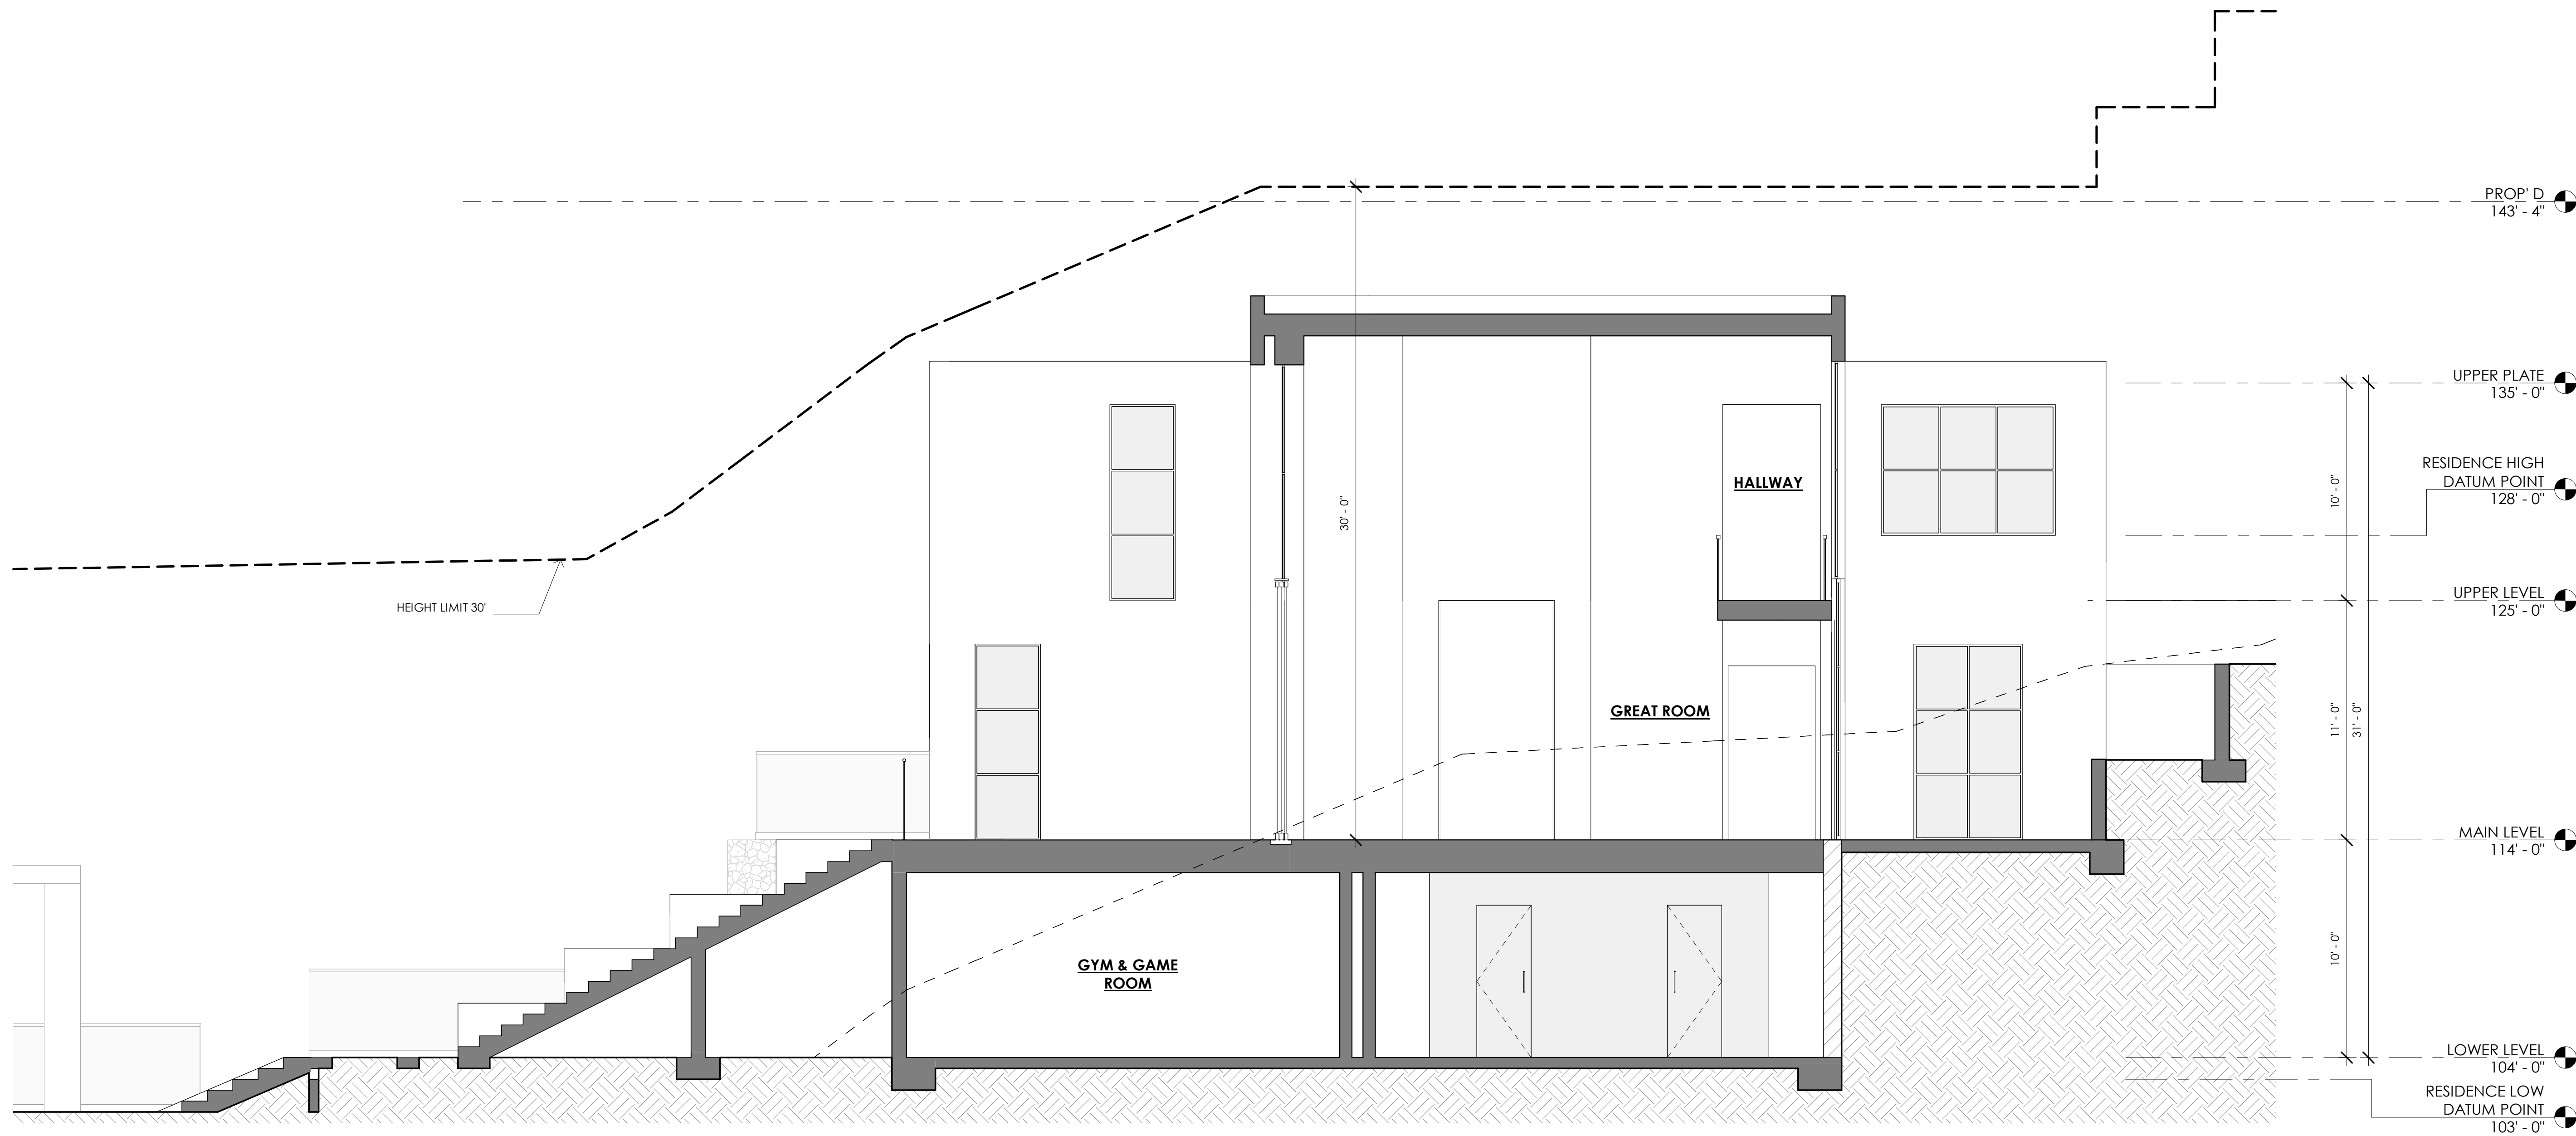 PROP' D
143' - 4"
UPPER PLATE
135' - 0"
RESIDENCE HIGH
DATUM POINT
128' - 0"
HALLWAY
10' - 0"
30' - 0"
UPPER LEVEL
125' - 0"
HEIGHT LIMIT 30'
GREAT ROOM
11' - 0"
31' - 0"
MAIN LEVEL
114' - 0"
10' - 0"
GYM & GAME
ROOM
LOWER LEVEL
104' - 0"
RESIDENCE LOW
DATUM POINT
103' - 0"